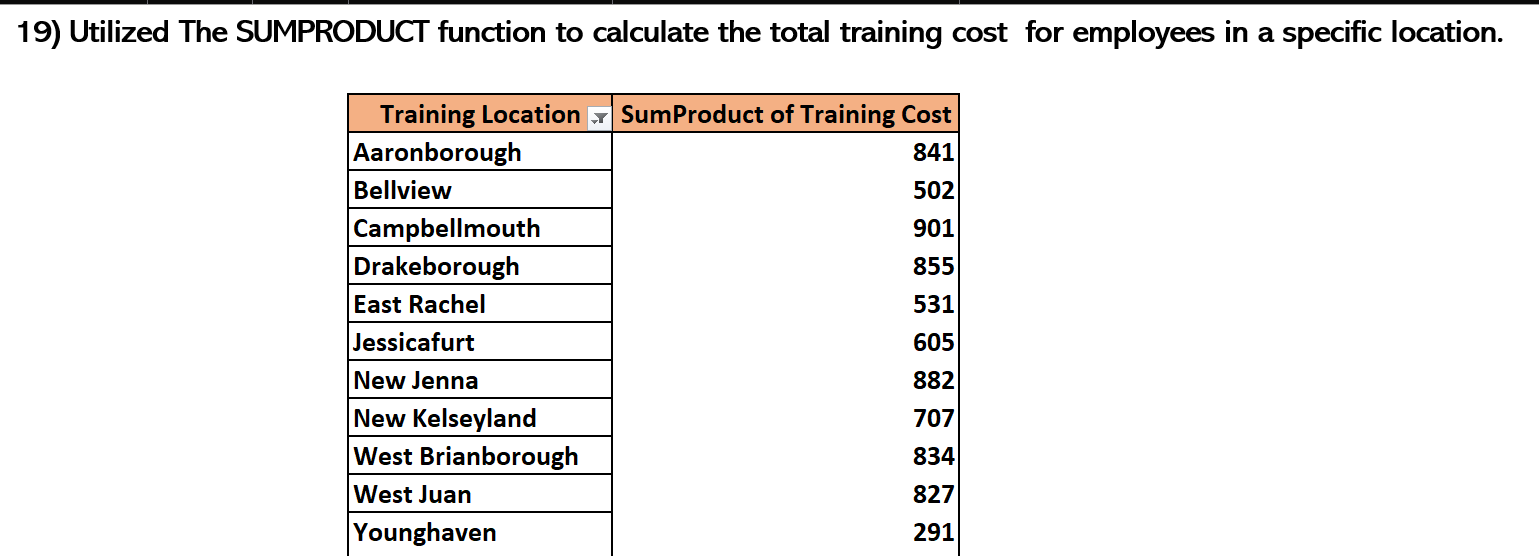 19) Utilized The SUMPRODUCT function to calculate the total training cost for employees in a specific location.
Training Location SumProduct of Training Cost
Aaronborough 841
Bellview 502
Campbellmouth 901
Drakeborough 855
East Rachel 531
Jessicafurt 605
New Jenna 882
New Kelseyland 707
West Brianborough 834
West Juan 827
Younghaven 291